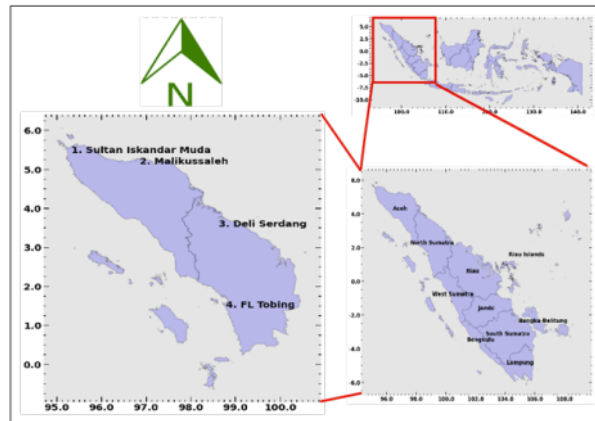 N
5.0
2.5
0.0
-2.5
-5.0
-7.5
-10.0
100.0 110.0 120.0 130.0 140.0
6.0
5.0
4.0
3.0
2.0
1.0
0.0
1. Sultan Iskandar Muda
2. Malikussaleh
3. Deli Serdang
4. FL Tobing
95.0 96.0 97.0 98.0 99.0 100.0
6.0
4.0
2.0
0.0
-2.0
-4.0
-6.0
Aceh
North Sumatra
Riau Islands
Riau
West Sumatra
Jambi
Bangka Belitung
South Sumatra
Bengkulu
Lampung
96.0 98.0 100.0 102.0 104.0 106.0 108.0